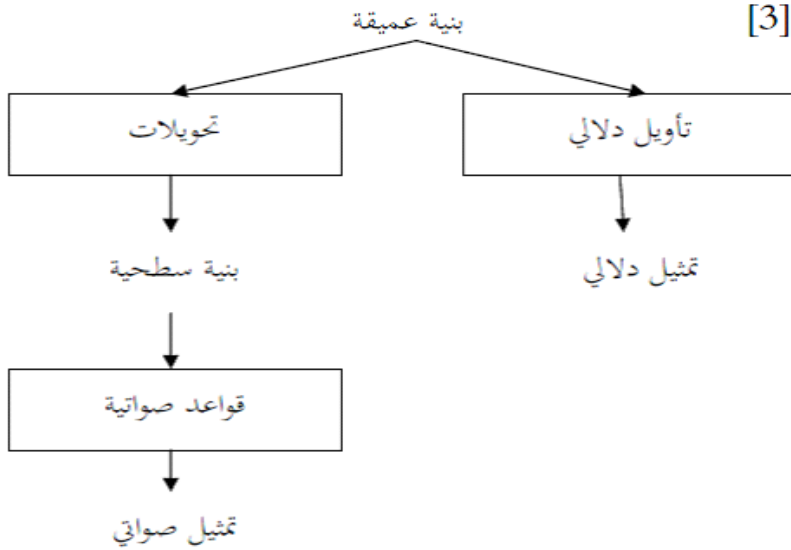 [3]
بنية عميقة
تأويل دلالي
تحويلات
تمثيل دلالي
بنية سطحية
قواعد صواتية
تمثيل صواتي